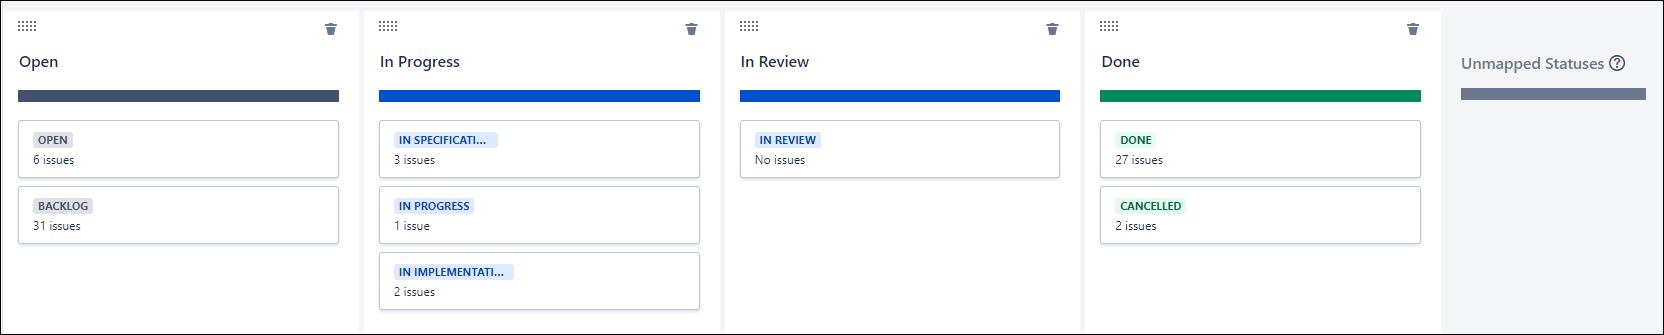 Open
OPEN
6 issues
BACKLOG
31 issues
In Progress
IN SPECIFICATI...
3 issues
IN PROGRESS
1 issue
IN IMPLEMENTATI...
2 issues
In Review
IN REVIEW
No issues
Done
DONE
27 issues
CANCELLED
2 issues
Unmapped Statuses ?